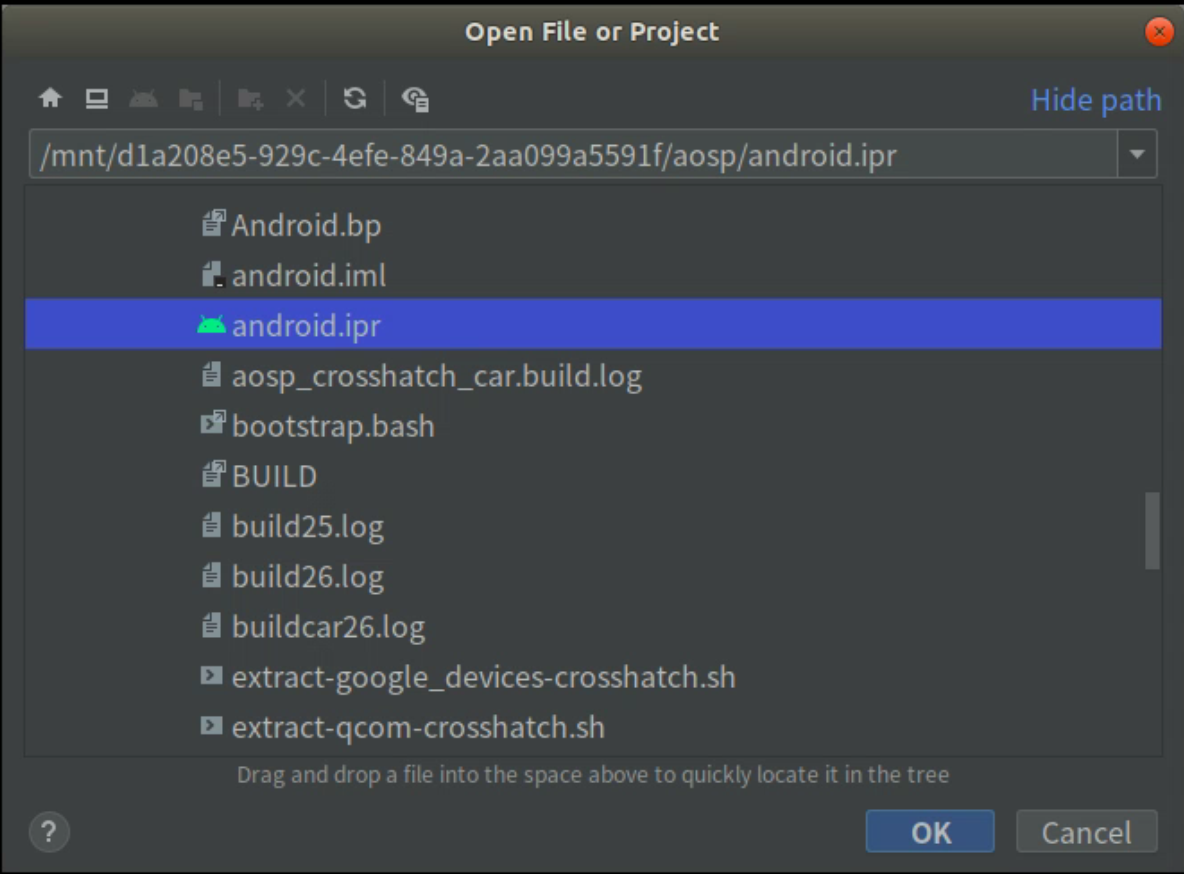 Open File or Project
Hide path
/mnt/d1a208e5-929c-4efe-849a-2aa099a5591f/aosp/android.ipr
Android.bp
android.iml
android.ipr
aosp_crosshatch_car.build.log
bootstrap.bash
BUILD
build25.log
build26.log
buildcar26.log
extract-google_devices-crosshatch.sh
extract-qcom-crosshatch.sh
Drag and drop a file into the space above to quickly locate it in the tree
?
OK
Cancel